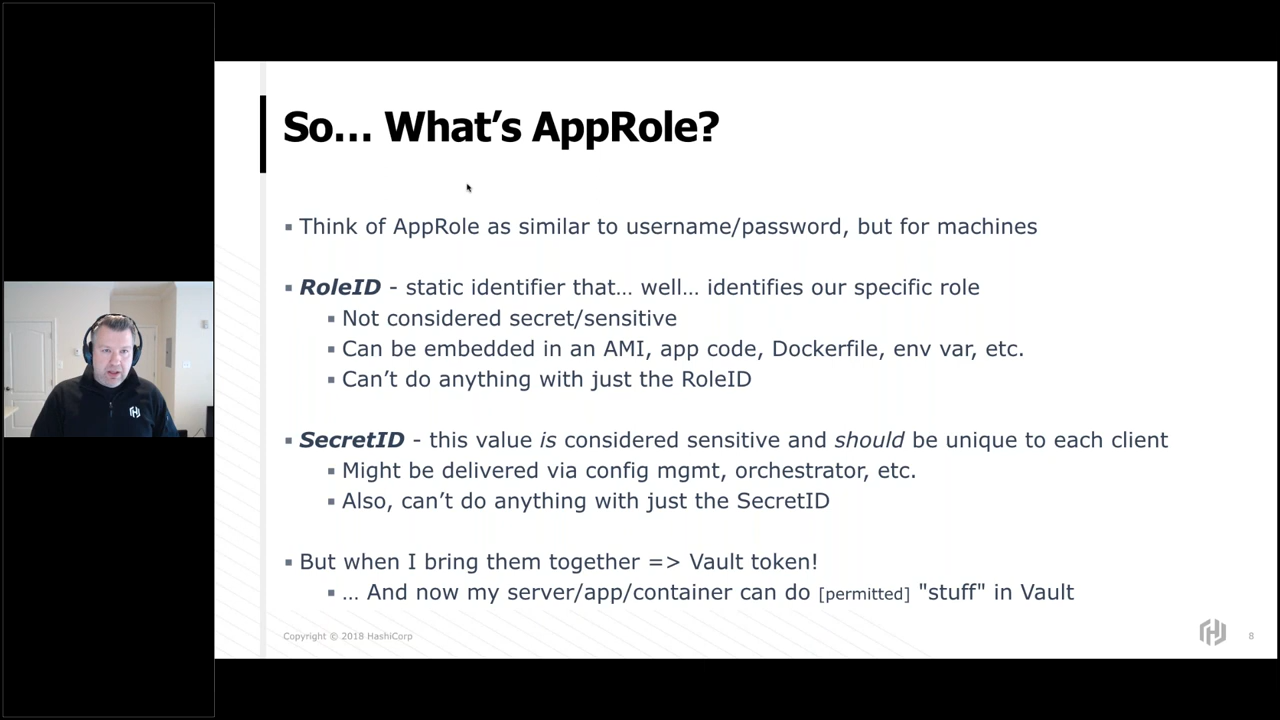 So… What’s AppRole?
Think of AppRole as similar to username/password, but for machines
RoleID - static identifier that… well… identifies our specific role
Not considered secret/sensitive
Can be embedded in an AMI, app code, Dockerfile, env var, etc.
Can’t do anything with just the RoleID
SecretID - this value is considered sensitive and should be unique to each client
Might be delivered via config mgmt, orchestrator, etc.
Also, can’t do anything with just the SecretID
But when I bring them together => Vault token!
… And now my server/app/container can do [permitted] "stuff" in Vault
Copyright © 2018 HashiCorp
8